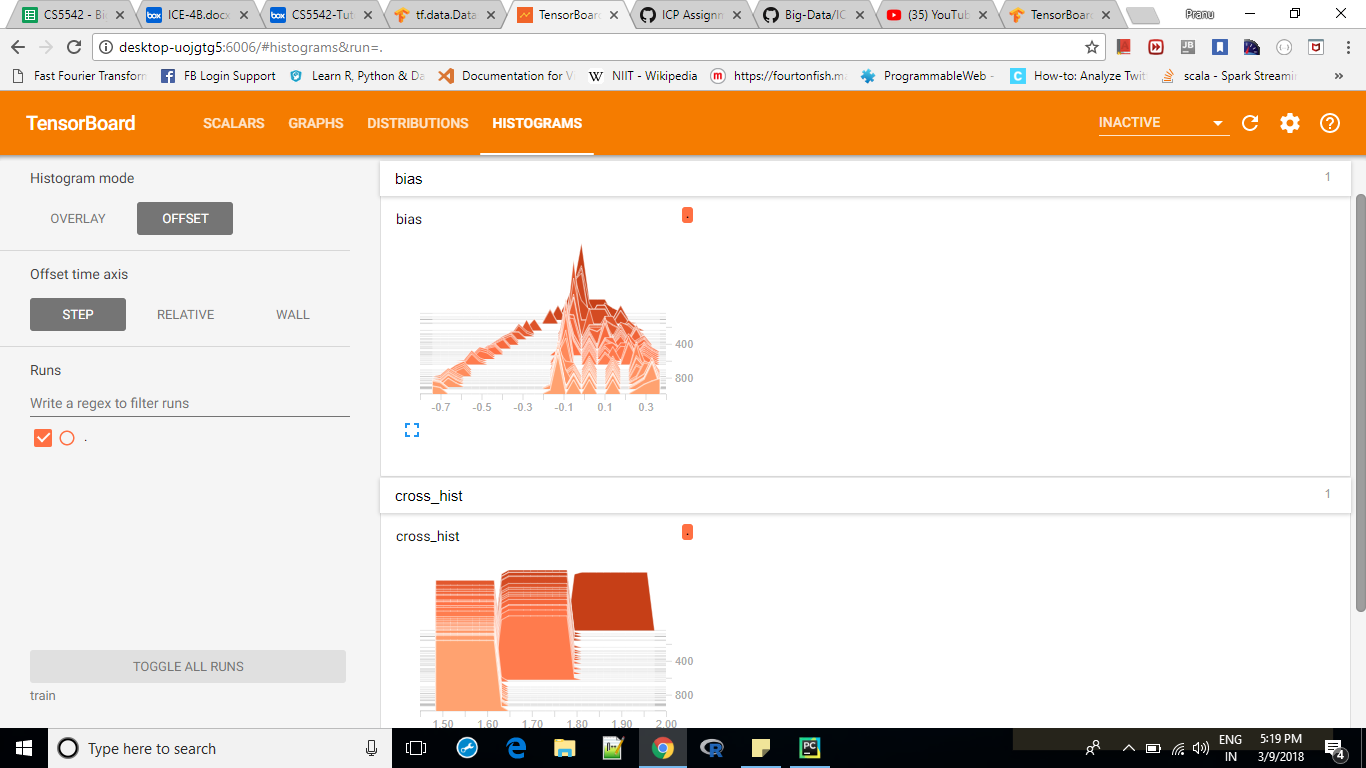 CS5542 - Bi
ICE-4B.docx
CS5542-Tut
tf.data.Data
TensorBoard
ICP Assignm
Big-Data/I
(35) YouTub
TensorBoard
Pranu
desktop-uojgtg5:6006/#histograms&run=.
Fast Fourier Transforn
FB Login Support
Learn R, Python & Da
Documentation for V
NIIT - Wikipedia
https://fourtonfish.m
ProgrammableWeb -
How-to: Analyze Twit
scala - Spark Streami
»
TensorBoard
SCALARS
GRAPHS
DISTRIBUTIONS
HISTOGRAMS
INACTIVE
Histogram mode
OVERLAY
OFFSET
Offset time axis
STEP
RELATIVE
WALL
Runs
Write a regex to filter runs
.
TOGGLE ALL RUNS
train
bias
1
bias
.
400
800
-0.7 -0.5 -0.3 -0.1 0.1 0.3
cross_hist
1
cross_hist
.
400
800
1.50 1.60 1.70 1.80 1.90 2.00
Type here to search
ENG
IN
5:19 PM
3/9/2018
4